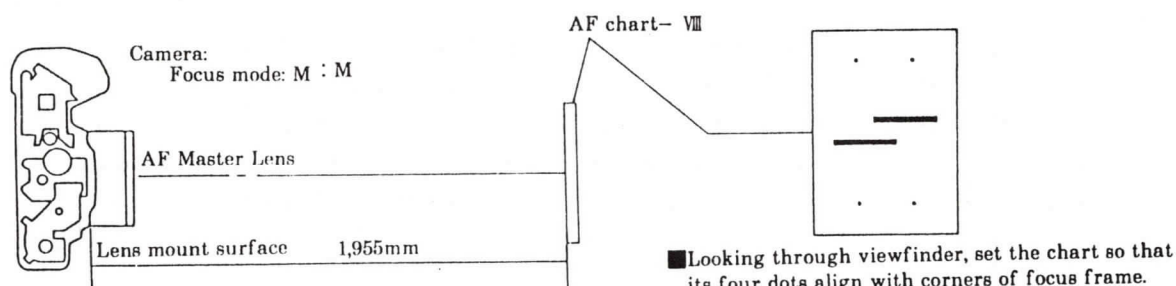 AF chart– Ⅷ
Camera:
Focus mode: M : M
AF Master Lens
Lens mount surface 1,955mm
■Looking through viewfinder, set the chart so that
its four dots align with corners of focus frame.